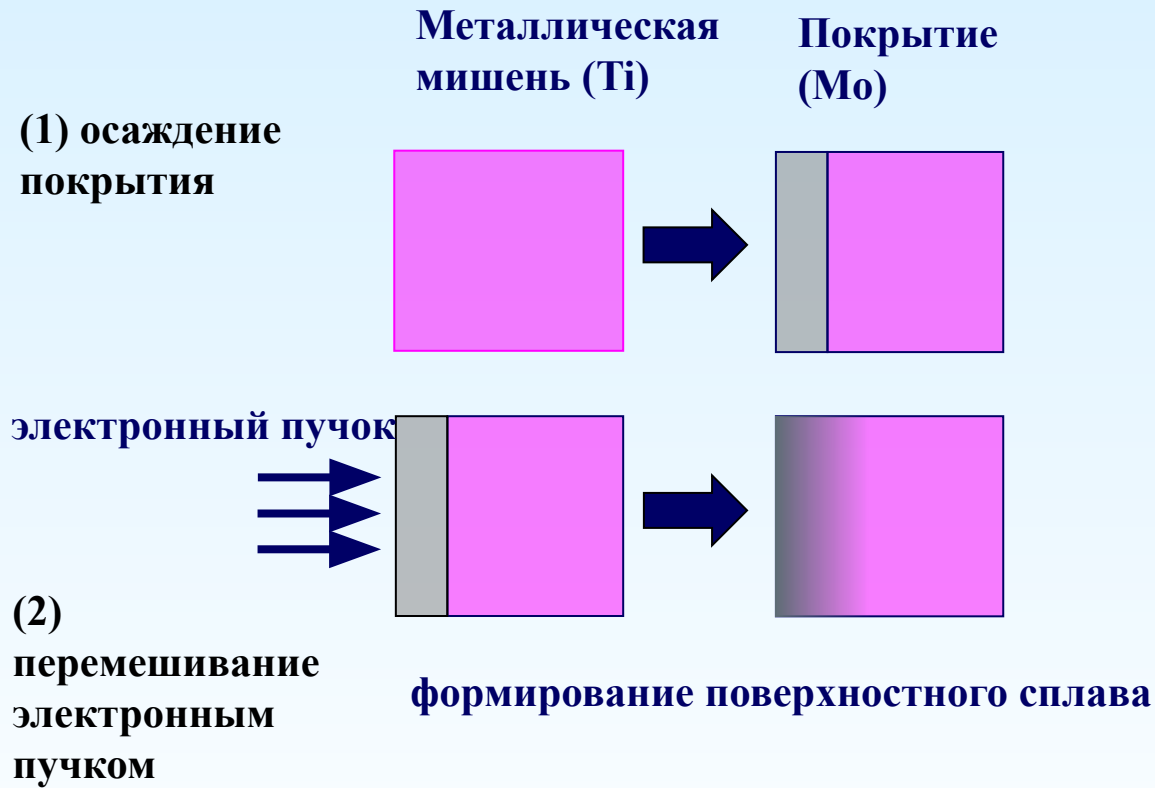 Металлическая
мишень (Ti)
Покрытие
(Mo)
(1) осаждение
покрытия
электронный пучок
(2)
перемешивание
электронным
пучком
формирование поверхностного сплава